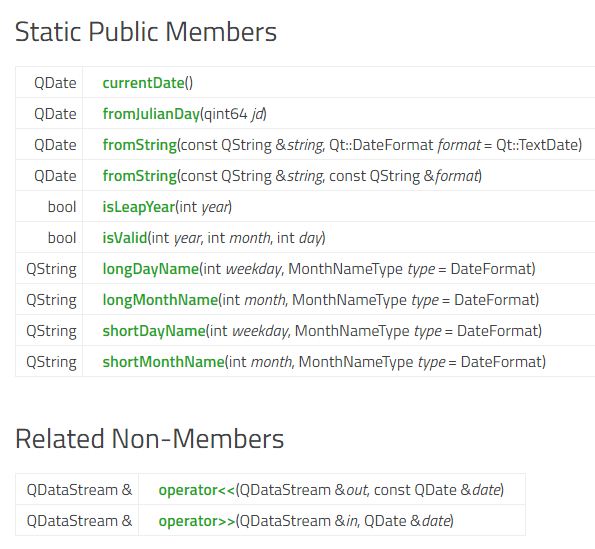 Static Public Members
QDate currentDate()
QDate fromJulianDay(qint64 jd)
QDate fromString(const QString &string, Qt::DateFormat format = Qt::TextDate)
QDate fromString(const QString &string, const QString &format)
bool isLeapYear(int year)
bool isValid(int year, int month, int day)
QString longDayName(int weekday, MonthNameType type = DateFormat)
QString longMonthName(int month, MonthNameType type = DateFormat)
QString shortDayName(int weekday, MonthNameType type = DateFormat)
QString shortMonthName(int month, MonthNameType type = DateFormat)
Related Non-Members
QDataStream & operator<<(QDataStream &out, const QDate &date)
QDataStream & operator>>(QDataStream &in, QDate &date)